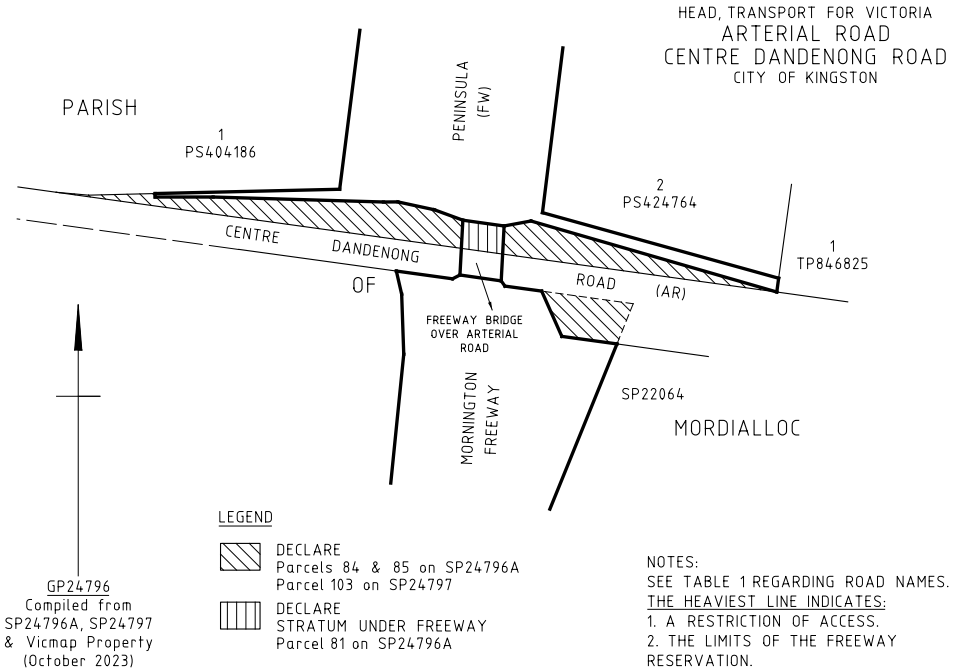 HEAD, TRANSPORT FOR VICTORIA
ARTERIAL ROAD
CENTRE DANDENONG ROAD
CITY OF KINGSTON
PARISH
1
PS404186
PENINSULA
(FW)
2
PS424764
1
TP846825
CENTRE DANDENONG ROAD (AR)
OF
FREEWAY BRIDGE
OVER ARTERIAL
ROAD
MORNINGTON
FREEWAY
SP22064
MORDIALLOC
LEGEND
DECLARE
Parcels 84 & 85 on SP24796A
Parcel 103 on SP24797
DECLARE
STRATUM UNDER FREEWAY
Parcel 81 on SP24796A
GP24796
Compiled from
SP24796A, SP24797
& Vicmap Property
(October 2023)
NOTES:
SEE TABLE 1 REGARDING ROAD NAMES.
THE HEAVIEST LINE INDICATES:
1. A RESTRICTION OF ACCESS.
2. THE LIMITS OF THE FREEWAY
RESERVATION.